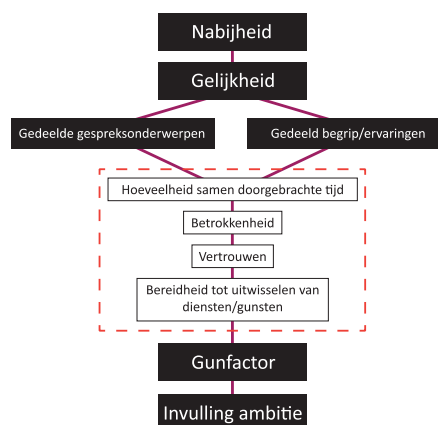 Nabijheid
Gelijkheid
Gedeelde gespreksonderwerpen
Gedeeld begrip/ervaringen
Hoeveelheid samen doorgebrachte tijd
Betrokkenheid
Vertrouwen
Bereidheid tot uitwisselen van
diensten/gunsten
Gunfactor
Invulling ambitie